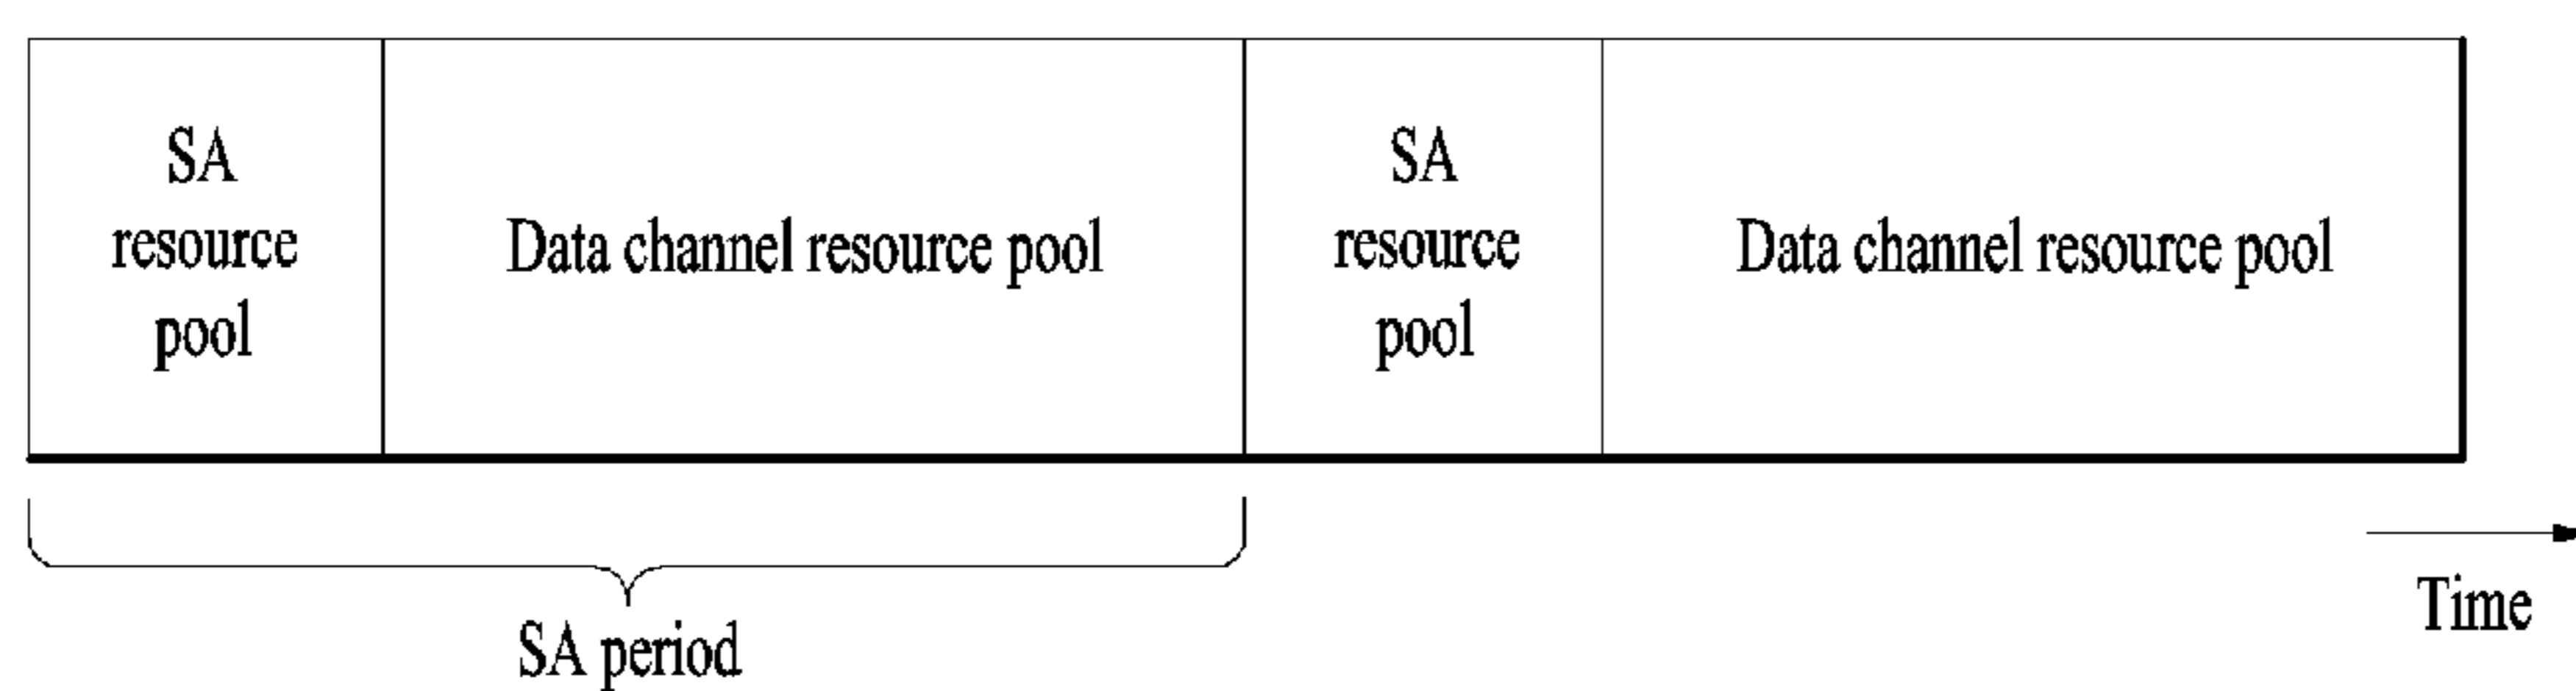 SA
resource
pool
Data channel resource pool
SA
resource
pool
Data channel resource pool
SA period
Time